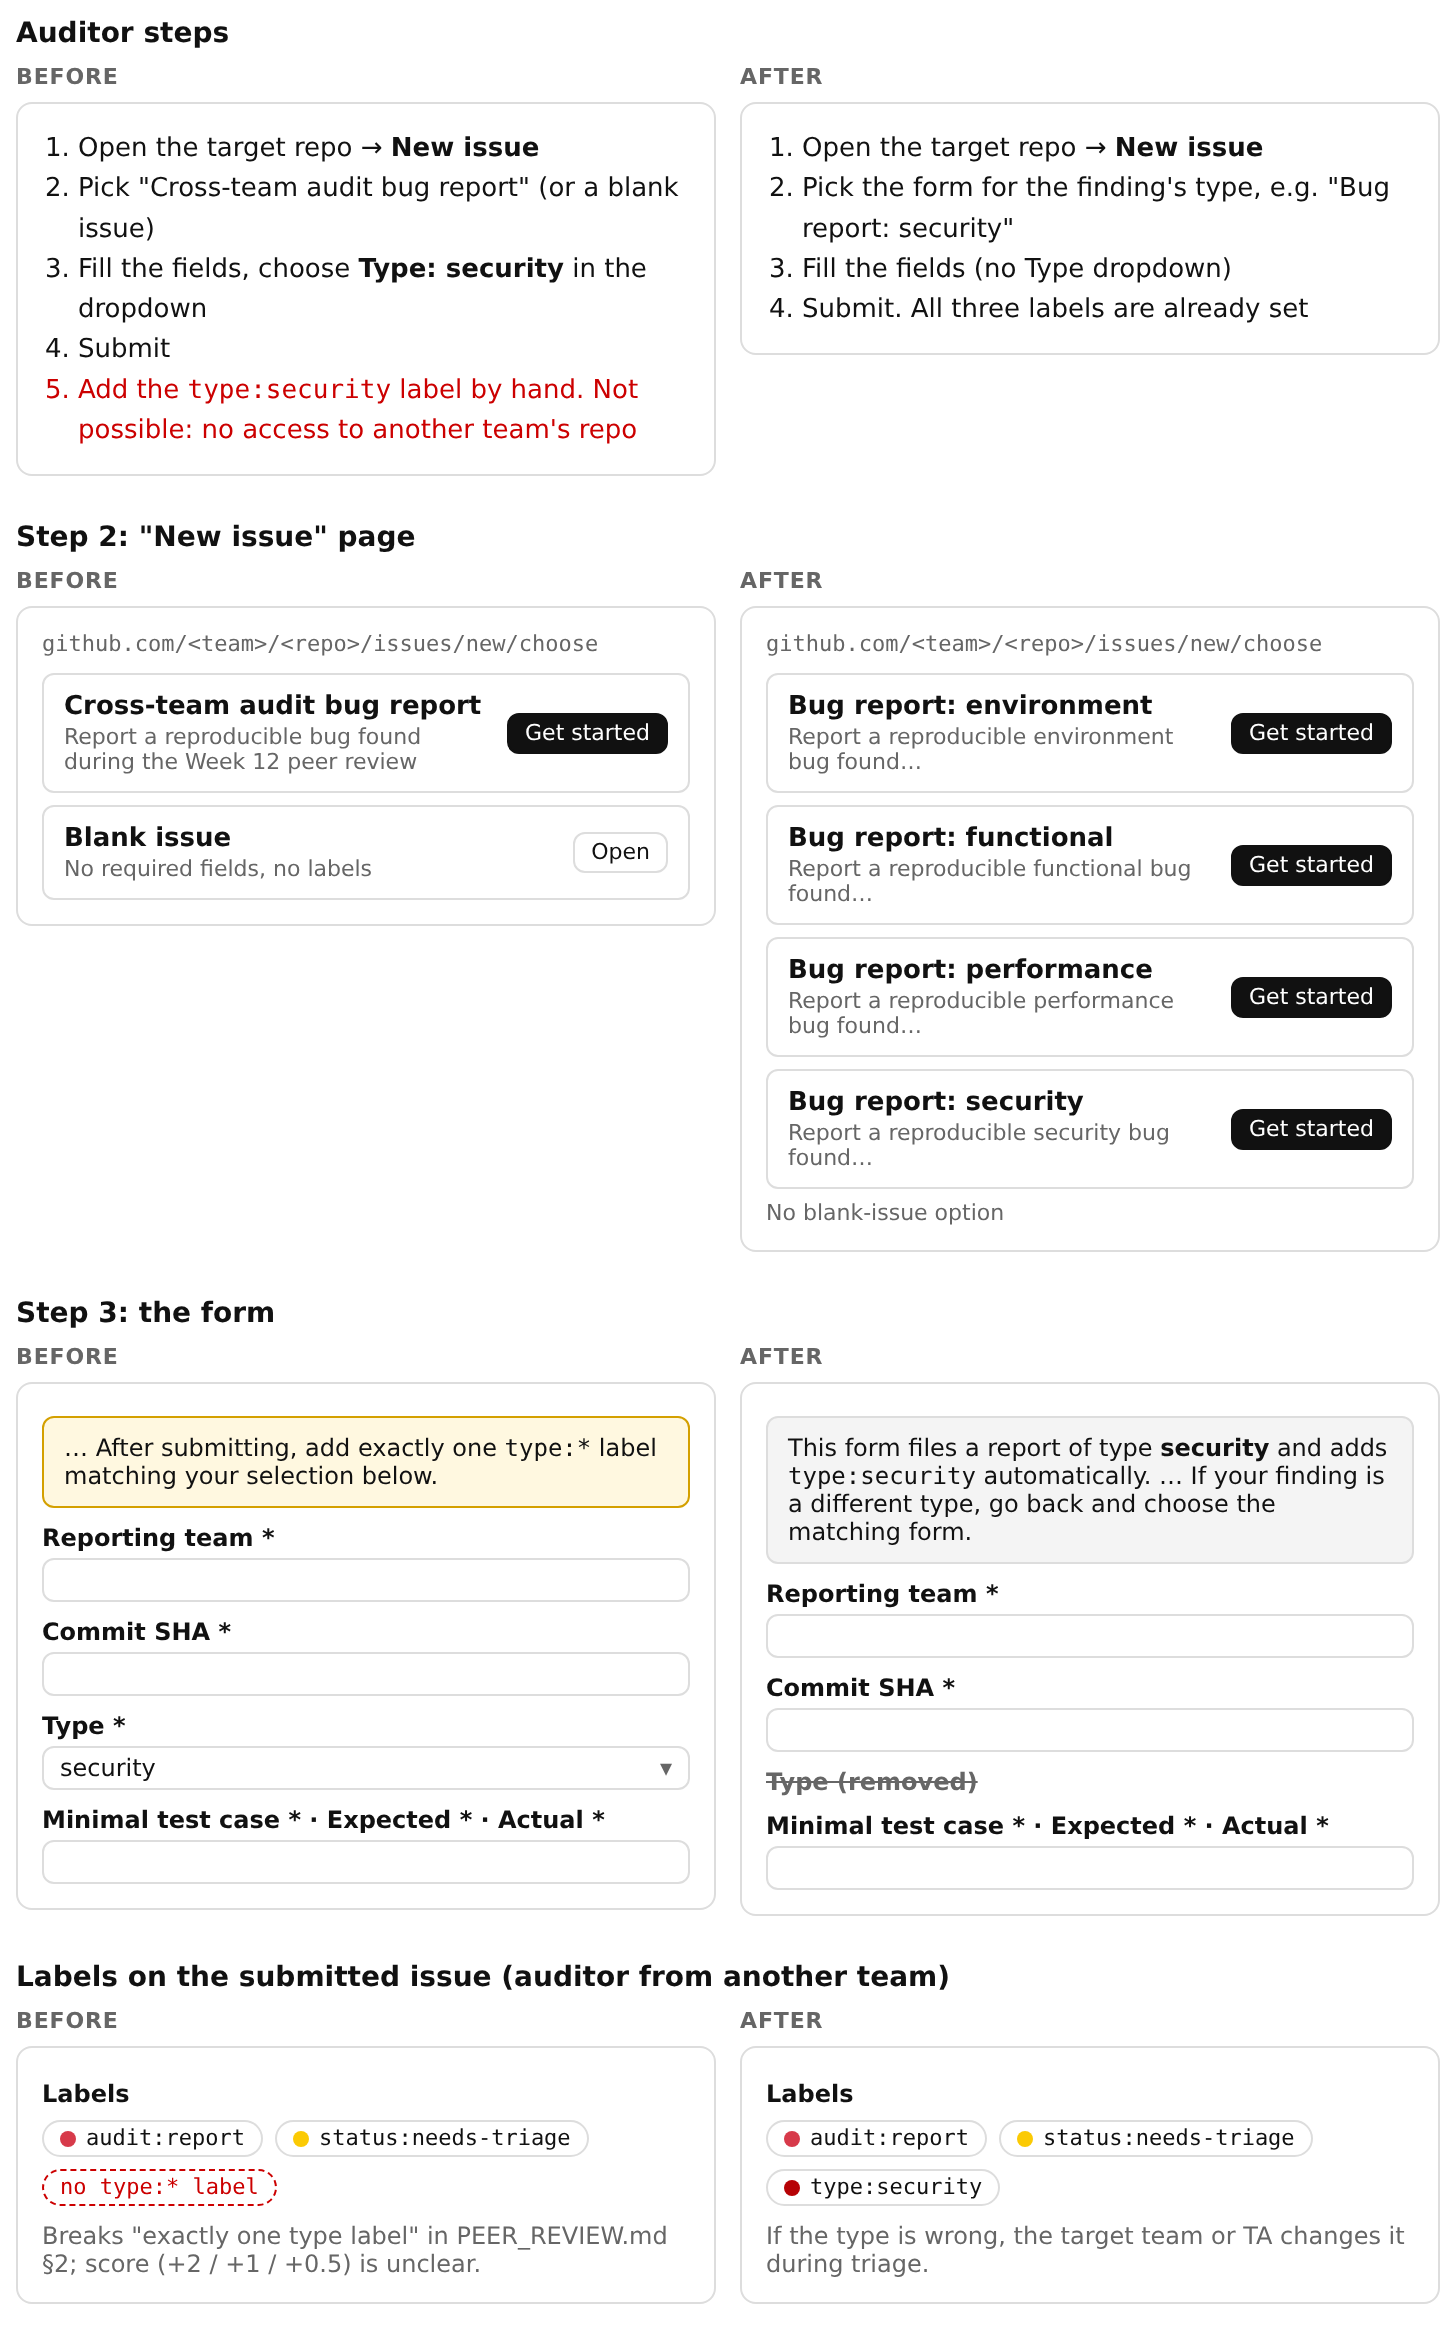 Auditor steps
BEFORE
1. Open the target repo → New issue
2. Pick "Cross-team audit bug report" (or a blank
issue)
3. Fill the fields, choose Type: security in the
dropdown
4. Submit
5. Add the type:security label by hand. Not
possible: no access to another team's repo
AFTER
1. Open the target repo → New issue
2. Pick the form for the finding's type, e.g. "Bug
report: security"
3. Fill the fields (no Type dropdown)
4. Submit. All three labels are already set
Step 2: "New issue" page
BEFORE
github.com/<team>/<repo>/issues/new/choose
Cross-team audit bug report
Report a reproducible bug found
during the Week 12 peer review
Get started
Blank issue
No required fields, no labels
Open
AFTER
github.com/<team>/<repo>/issues/new/choose
Bug report: environment
Report a reproducible environment
bug found…
Get started
Bug report: functional
Report a reproducible functional bug
found…
Get started
Bug report: performance
Report a reproducible performance
bug found…
Get started
Bug report: security
Report a reproducible security bug
found…
Get started
No blank-issue option
Step 3: the form
BEFORE
… After submitting, add exactly one type:* label
matching your selection below.
Reporting team *
Commit SHA *
Type *
security ▾
Minimal test case * · Expected * · Actual *
AFTER
This form files a report of type security and adds
type:security automatically. … If your finding is
a different type, go back and choose the
matching form.
Reporting team *
Commit SHA *
Type (removed)
Minimal test case * · Expected * · Actual *
Labels on the submitted issue (auditor from another team)
BEFORE
Labels
audit:report status:needs-triage
no type:* label
Breaks "exactly one type label" in PEER_REVIEW.md
§2; score (+2 / +1 / +0.5) is unclear.
AFTER
Labels
audit:report status:needs-triage
type:security
If the type is wrong, the target team or TA changes it
during triage.